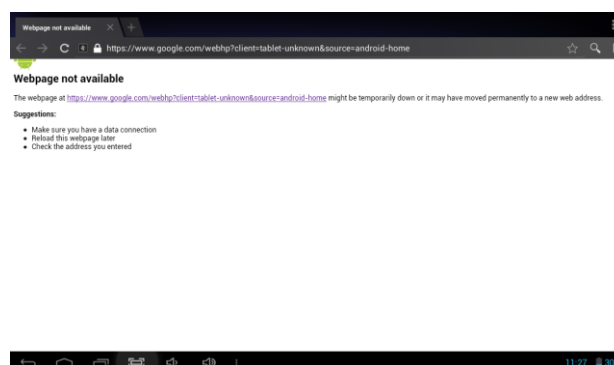 Webpage not available
https://www.google.com/webhp?client=tablet-unknown&source=android-home
Webpage not available
The webpage at https://www.google.com/webhp?client=tablet-unknown&source=android-home might be temporarily down or it may have moved permanently to a new web address.
Suggestions:
Make sure you have a data connection
Reload this webpage later
Check the address you entered
11:27 30